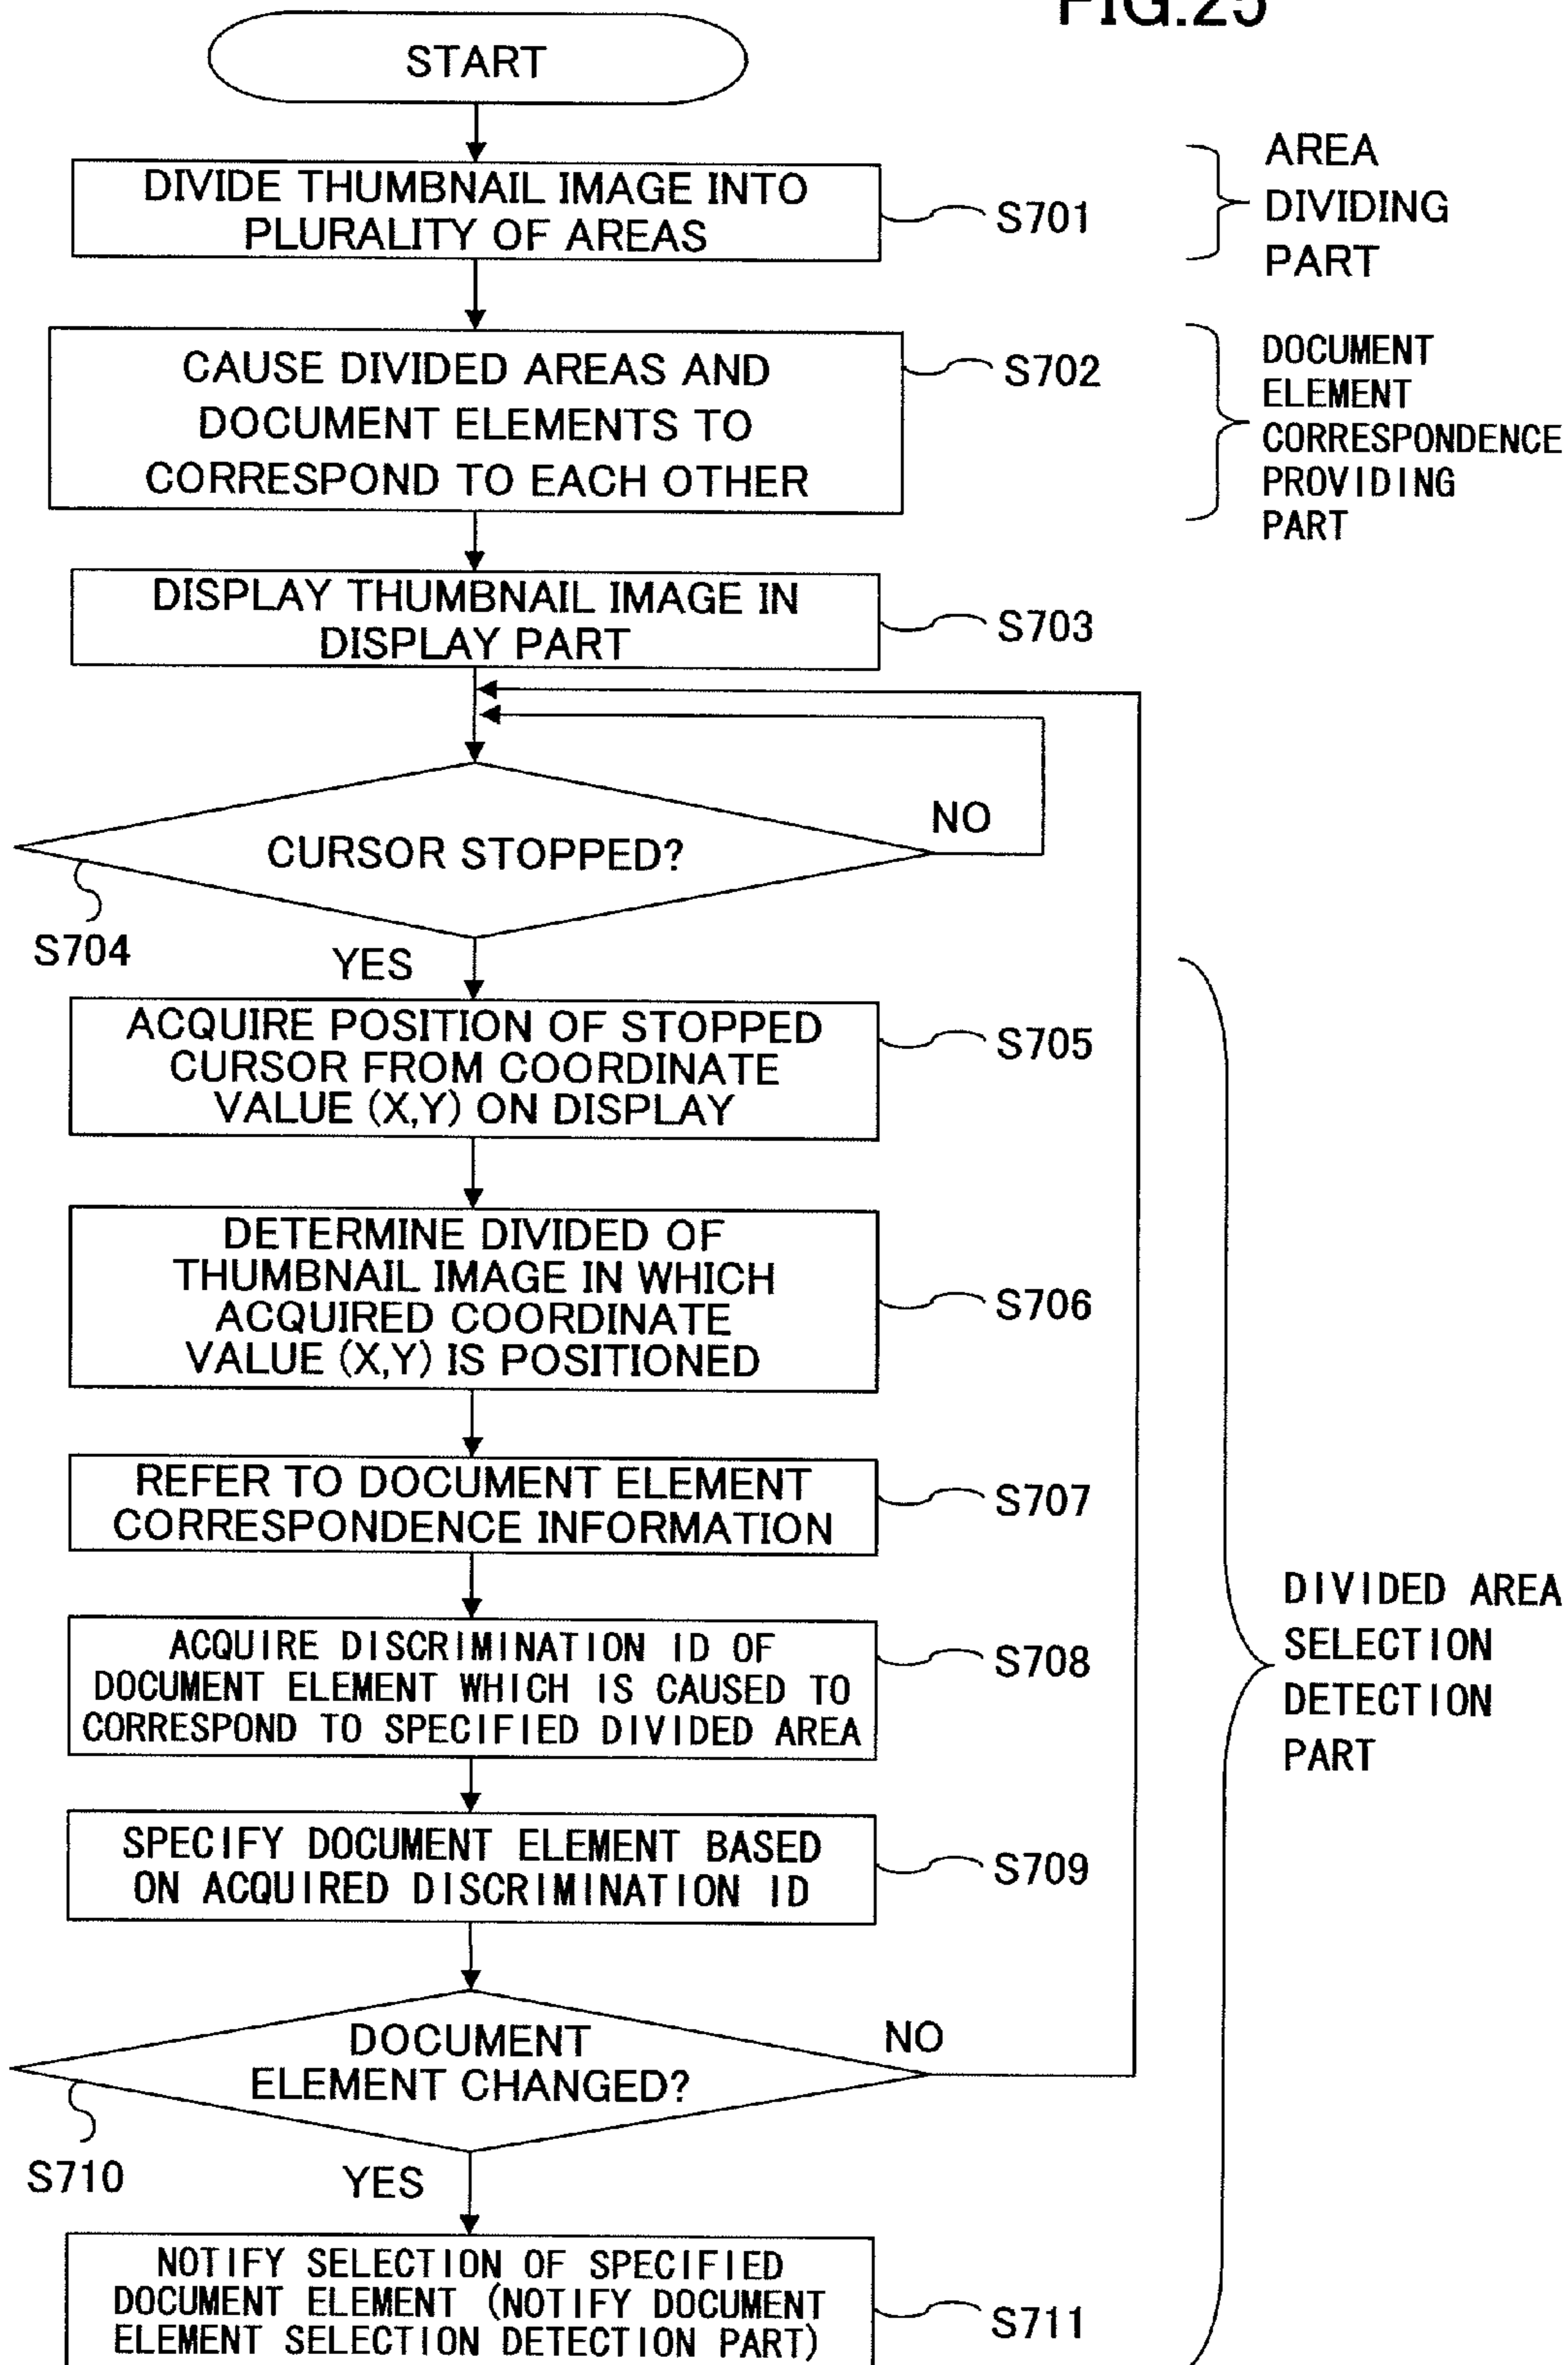 FIG.25
START
DIVIDE THUMBNAIL IMAGE INTO
PLURALITY OF AREAS
S701
AREA
DIVIDING
PART
CAUSE DIVIDED AREAS AND
DOCUMENT ELEMENTS TO
CORRESPOND TO EACH OTHER
S702
DOCUMENT
ELEMENT
CORRESPONDENCE
PROVIDING
PART
DISPLAY THUMBNAIL IMAGE IN
DISPLAY PART
S703
CURSOR STOPPED?
NO
S704
YES
ACQUIRE POSITION OF STOPPED
CURSOR FROM COORDINATE
VALUE (X,Y) ON DISPLAY
S705
DETERMINE DIVIDED OF
THUMBNAIL IMAGE IN WHICH
ACQUIRED COORDINATE
VALUE (X,Y) IS POSITIONED
S706
REFER TO DOCUMENT ELEMENT
CORRESPONDENCE INFORMATION
S707
ACQUIRE DISCRIMINATION ID OF
DOCUMENT ELEMENT WHICH IS CAUSED TO
CORRESPOND TO SPECIFIED DIVIDED AREA
S708
DIVIDED AREA
SELECTION
DETECTION
PART
SPECIFY DOCUMENT ELEMENT BASED
ON ACQUIRED DISCRIMINATION ID
S709
DOCUMENT
ELEMENT CHANGED?
NO
S710
YES
NOTIFY SELECTION OF SPECIFIED
DOCUMENT ELEMENT (NOTIFY DOCUMENT
ELEMENT SELECTION DETECTION PART)
S711